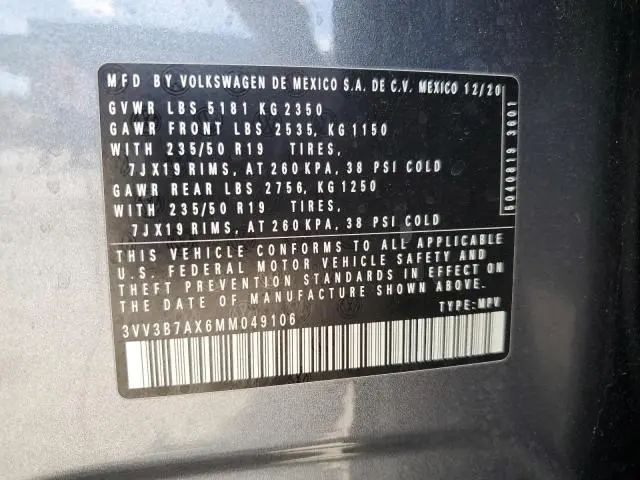 MFD BY VOLKSWAGEN DE MEXICO S.A. DE C.V. MEXICO 12/20
GVWR LBS 5181 KG 2350
GAWR FRONT LBS 2535, KG 1150
WITH 235/50 R19 TIRES,
7JX19 RIMS, AT 260 KPA, 38 PSI COLD
GAWR REAR LBS 2756, KG 1250
WITH 235/50 R19 TIRES,
7JX19 RIMS, AT 260 KPA, 38 PSI COLD
5040819 3601
THIS VEHICLE CONFORMS TO ALL APPLICABLE
U.S. FEDERAL MOTOR VEHICLE SAFETY AND
THEFT PREVENTION STANDARDS IN EFFECT ON
THE DATE OF MANUFACTURE SHOWN ABOVE.
3VV3B7AX6MM049106 TYPE: MPV